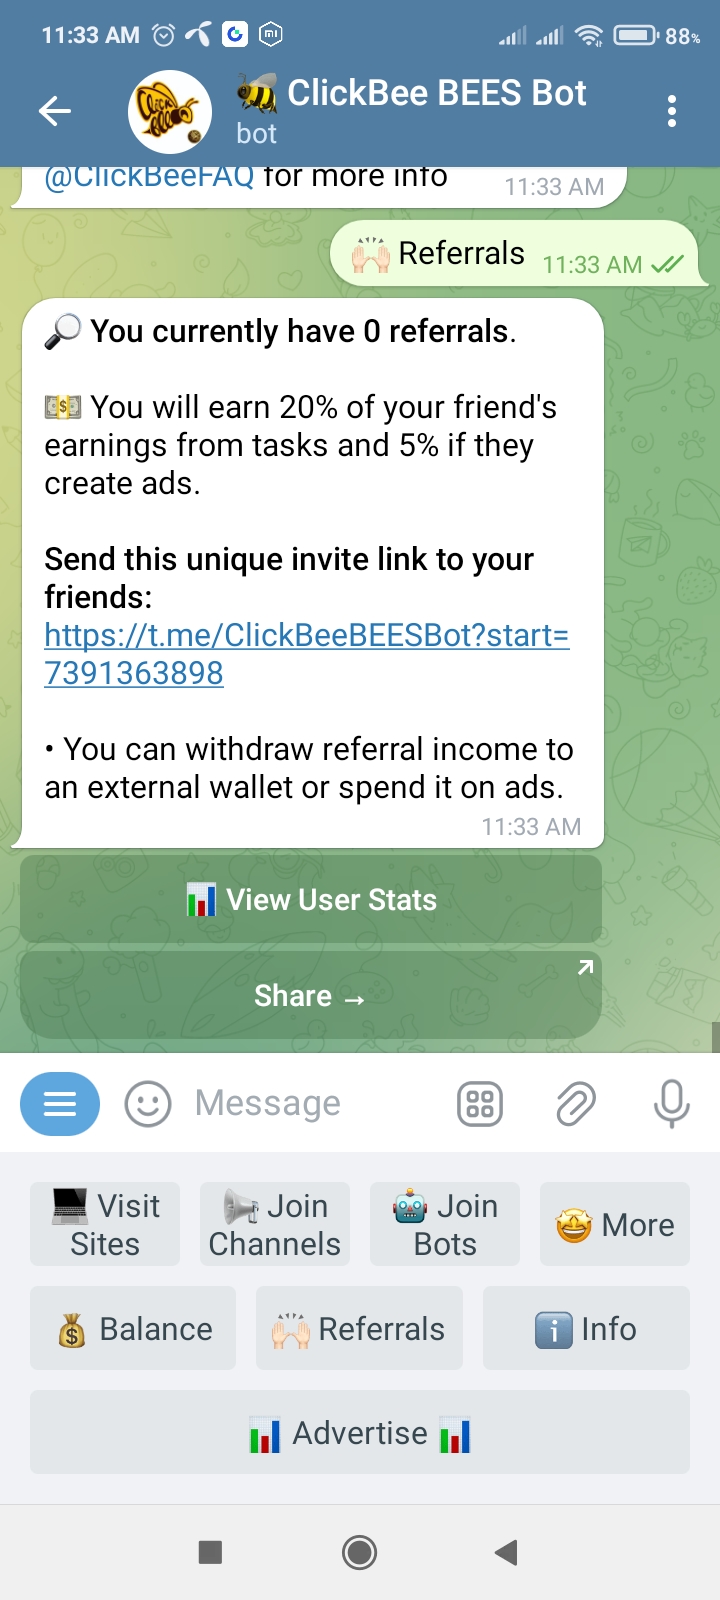 11:33 AM
88%
ClickBee BEES Bot
bot
@ClickBeeFAQ for more info
11:33 AM
Referrals 11:33 AM
You currently have 0 referrals.
You will earn 20% of your friend's
earnings from tasks and 5% if they
create ads.
Send this unique invite link to your
friends:
https://t.me/ClickBeeBEESBot?start=
7391363898
• You can withdraw referral income to
an external wallet or spend it on ads.
11:33 AM
View User Stats
Share →
Message
Visit
Sites
Join
Channels
Join
Bots
More
Balance
Referrals
Info
Advertise